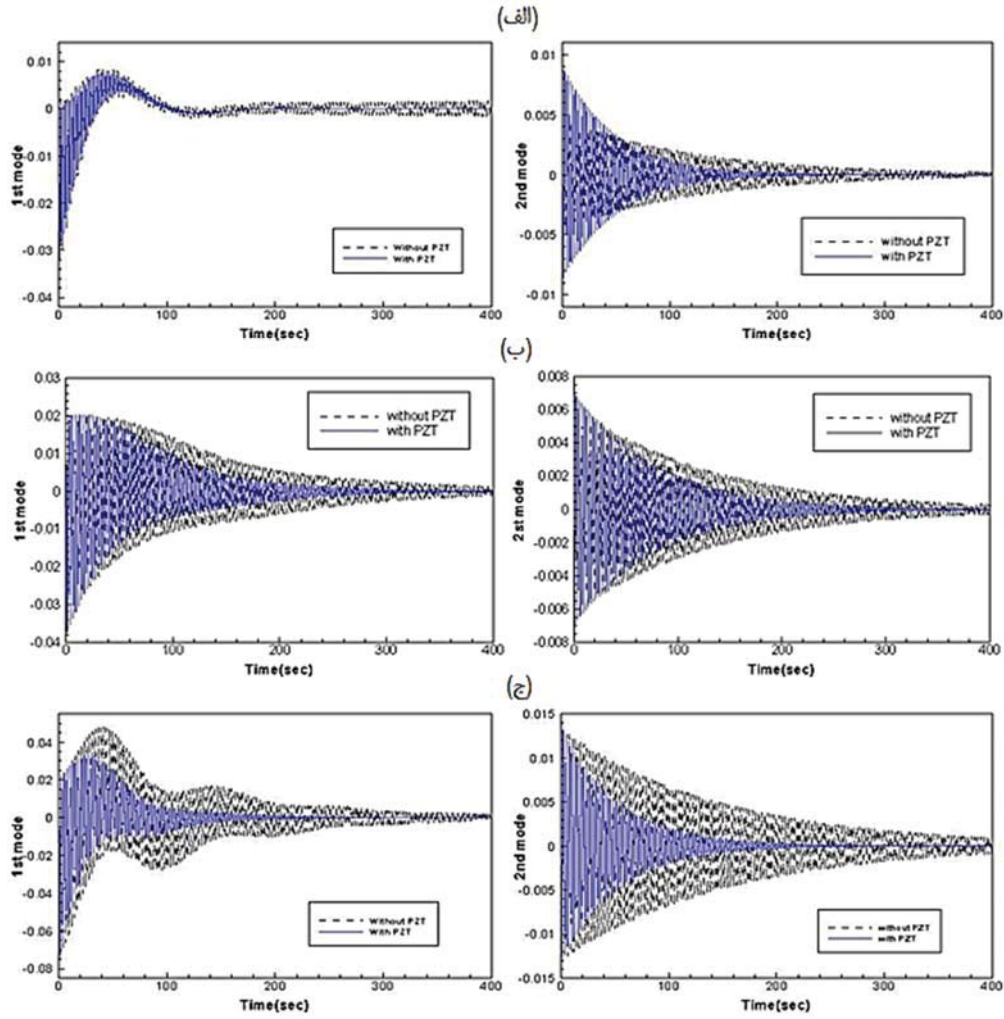 (الف)
0.01
0
-0.01
-0.02
-0.03
-0.04
1st mode
Without PZT
With PZT
0 100 200 300 400
Time(sec)
0.01
0.005
0
-0.005
-0.01
2nd mode
without PZT
with PZT
0 100 200 300 400
Time(sec)
(ب)
0.03
0.02
0.01
0
-0.01
-0.02
-0.03
-0.04
1st mode
without PZT
with PZT
0 100 200 300 400
Time(sec)
0.008
0.006
0.004
0.002
0
-0.002
-0.004
-0.006
-0.008
2st mode
without PZT
with PZT
0 100 200 300 400
Time(sec)
(ج)
0.04
0.02
0
-0.02
-0.04
-0.06
-0.08
1st mode
Without PZT
With PZT
0 100 200 300 400
Time(sec)
0.015
0.01
0.005
0
-0.005
-0.01
-0.015
2nd mode
without PZT
with PZT
0 100 200 300 400
Time(sec)